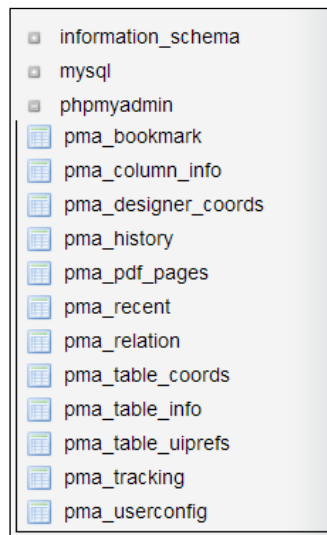 information_schema
mysql
phpmyadmin
pma_bookmark
pma_column_info
pma_designer_coords
pma_history
pma_pdf_pages
pma_recent
pma_relation
pma_table_coords
pma_table_info
pma_table_uiprefs
pma_tracking
pma_userconfig